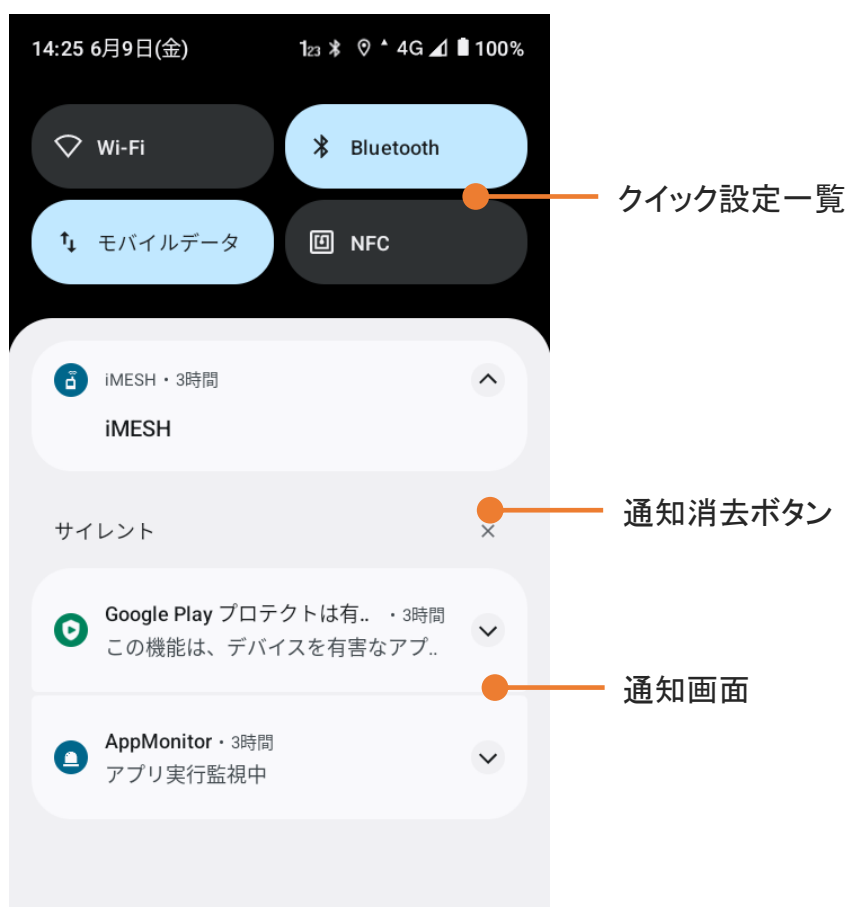 14:25 6月9日(金) 123 4G 100%
Wi-Fi Bluetooth
クイック設定一覧
モバイルデータ NFC
iMESH・3時間
iMESH
通知消去ボタン
サイレント ×
Google Play プロテクトは有.. ・3時間
この機能は、デバイスを有害なアプ..
通知画面
AppMonitor・3時間
アプリ実行監視中